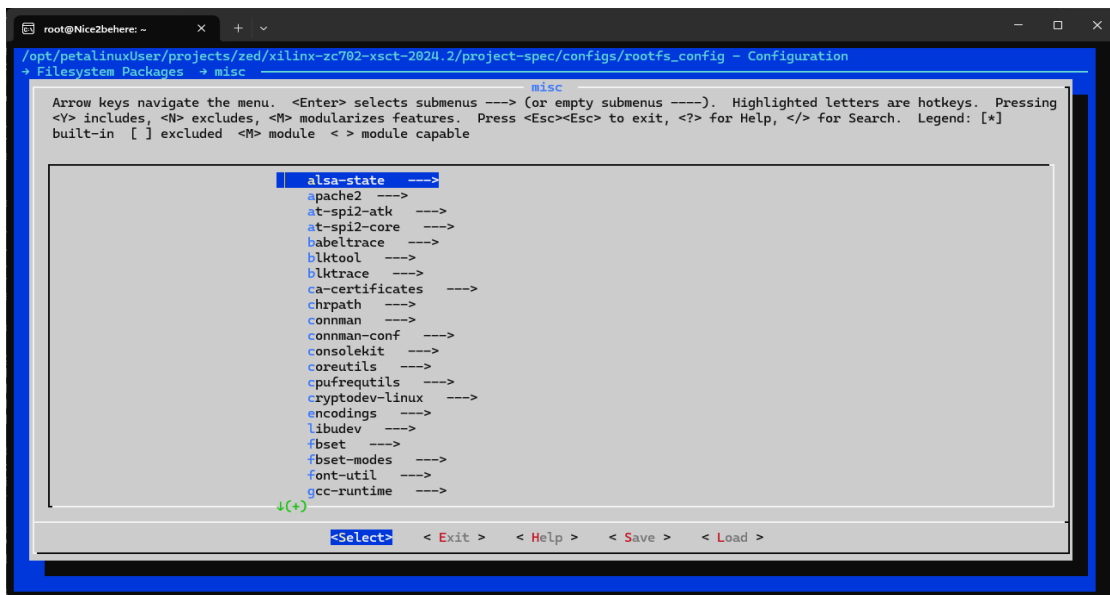 root@Nice2behere: ~
/opt/petalinuxUser/projects/zed/xilinx-zc702-xsct-2024.2/project-spec/configs/rootfs_config - Configuration
→ Filesystem Packages → misc
misc
Arrow keys navigate the menu. <Enter> selects submenus ---> (or empty submenus ----). Highlighted letters are hotkeys. Pressing
<Y> includes, <N> excludes, <M> modularizes features. Press <Esc><Esc> to exit, <?> for Help, </> for Search. Legend: [*]
built-in [ ] excluded <M> module < > module capable
alsa-state --->
apache2 --->
at-spi2-atk --->
at-spi2-core --->
babeltrace --->
blktool --->
blktrace --->
ca-certificates --->
chrpath --->
connman --->
connman-conf --->
consolekit --->
coreutils --->
cpufrequtils --->
cryptodev-linux --->
encodings --->
libudev --->
fbset --->
fbset-modes --->
font-util --->
gcc-runtime --->
↓(+)
<Select> < Exit > < Help > < Save > < Load >